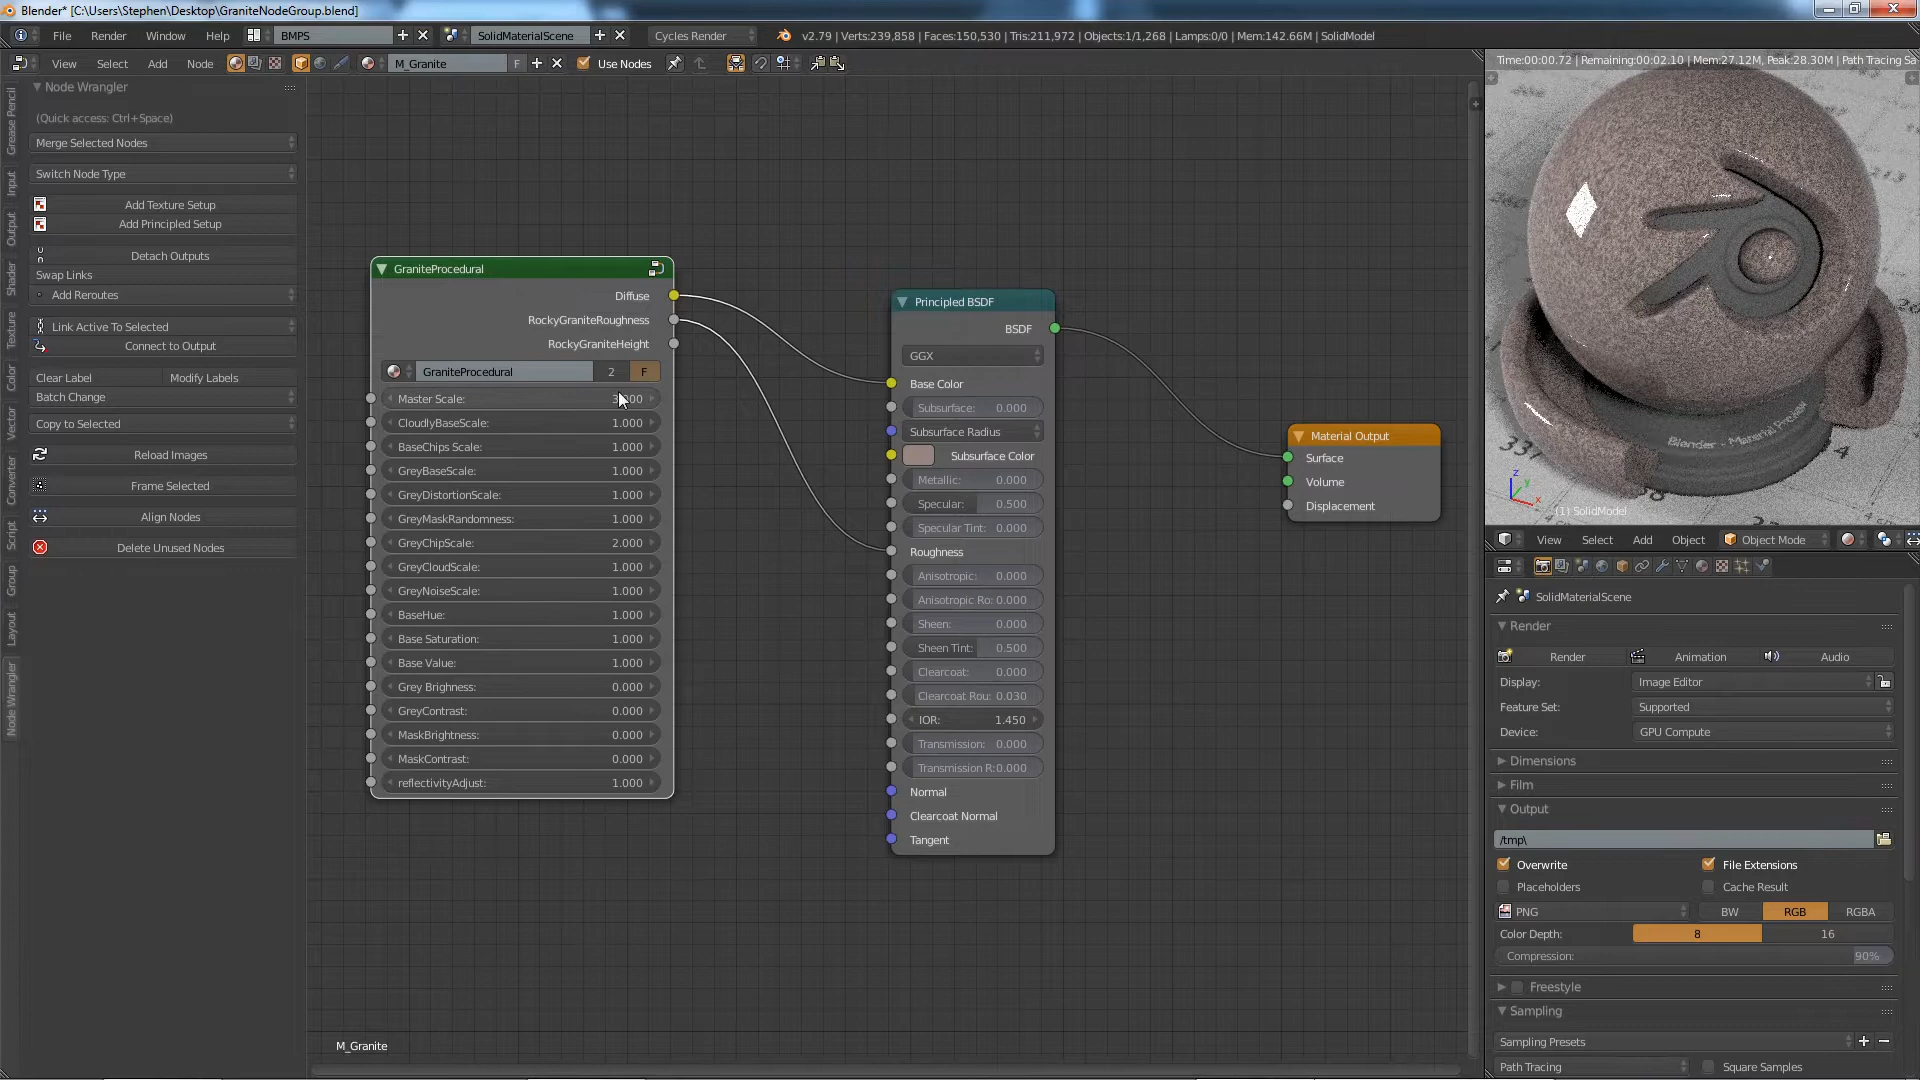 Blender* [C:\Users\Stephen\Desktop\GraniteNodeGroup.blend]
File Render Window Help BMPS SolidMaterialScene Cycles Render v2.79 | Verts:239,858 | Faces:150,530 | Tris:211,972 | Objects:1/1,268 | Lamps:0/0 | Mem:142.66M | SolidModel
View Select Add Node M_Granite F Use Nodes
Time:00:00.72 | Remaining:00:02.10 | Mem:27.12M, Peak:28.30M | Path Tracing Sa
Grease Pencil
Input
Output
Shader
Texture
Color
Vector
Converter
Script
Group
Layout
Node Wrangler
Node Wrangler
(Quick access: Ctrl+Space)
Merge Selected Nodes
Switch Node Type
Add Texture Setup
Add Principled Setup
Detach Outputs
Swap Links
Add Reroutes
Link Active To Selected
Connect to Output
Clear Label Modify Labels
Batch Change
Copy to Selected
Reload Images
Frame Selected
Align Nodes
Delete Unused Nodes
GraniteProcedural
Diffuse
RockyGraniteRoughness
RockyGraniteHeight
GraniteProcedural 2 F
Master Scale:
CloudlyBaseScale: 1.000
BaseChips Scale: 1.000
GreyBaseScale: 1.000
GreyDistortionScale: 1.000
GreyMaskRandomness: 1.000
GreyChipScale: 2.000
GreyCloudScale: 1.000
GreyNoiseScale: 1.000
BaseHue: 1.000
Base Saturation: 1.000
Base Value: 1.000
Grey Brighness: 0.000
GreyContrast: 0.000
MaskBrightness: 0.000
MaskContrast: 0.000
reflectivityAdjust: 1.000
Principled BSDF
BSDF
GGX
Base Color
Subsurface: 0.000
Subsurface Radius
Subsurface Color
Metallic: 0.000
Specular: 0.500
Specular Tint: 0.000
Roughness
Anisotropic: 0.000
Anisotropic Ro: 0.000
Sheen: 0.000
Sheen Tint: 0.500
Clearcoat: 0.000
Clearcoat Rou: 0.030
IOR: 1.450
Transmission: 0.000
Transmission R: 0.000
Normal
Clearcoat Normal
Tangent
Material Output
Surface
Volume
Displacement
M_Granite
Blender - Material Preview
z
y
x
(1) SolidModel
View Select Add Object Object Mode
SolidMaterialScene
Render
Render Animation Audio
Display: Image Editor
Feature Set: Supported
Device: GPU Compute
Dimensions
Film
Output
/tmp\
Overwrite File Extensions
Placeholders Cache Result
PNG BW RGB RGBA
Color Depth: 8 16
Compression: 90%
Freestyle
Sampling
Sampling Presets
Path Tracing Square Samples